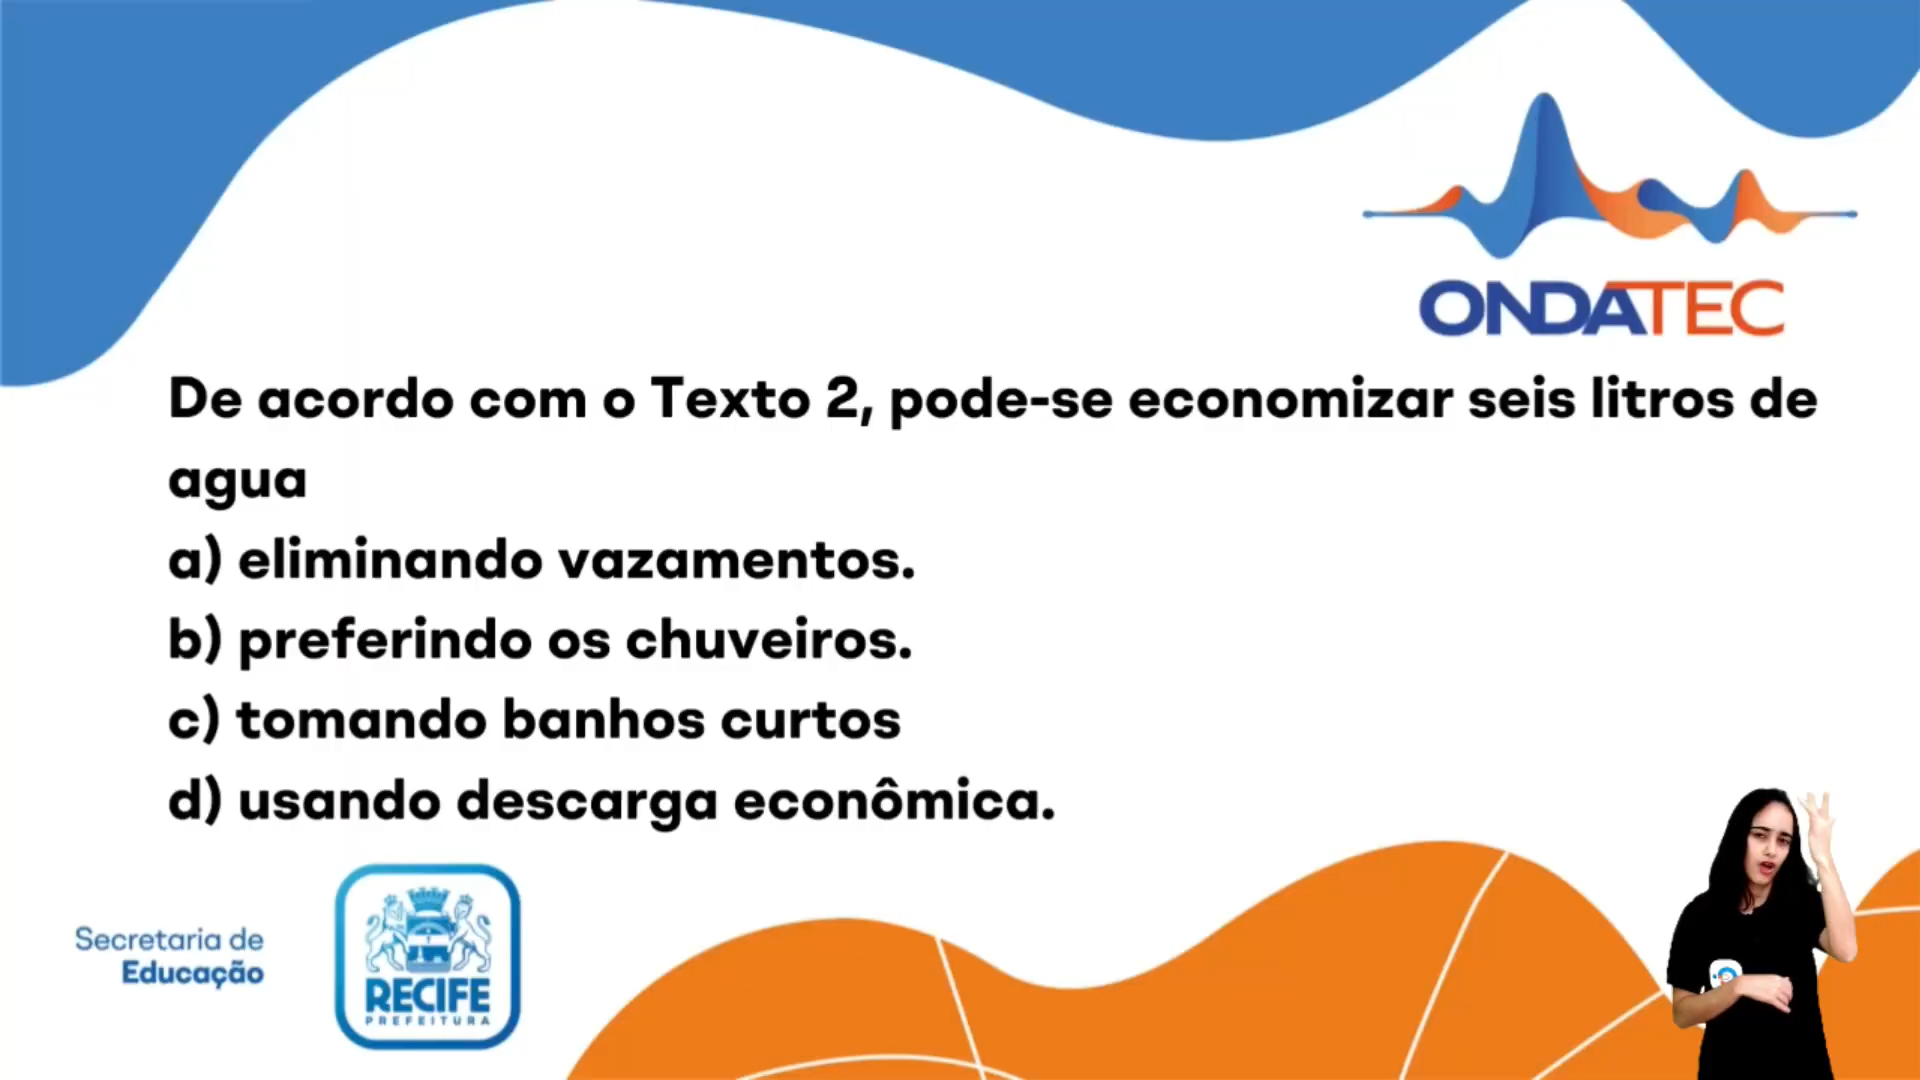 ONDATEC
De acordo com o Texto 2, pode-se economizar seis litros de
agua
a) eliminando vazamentos.
b) preferindo os chuveiros.
c) tomando banhos curtos
d) usando descarga econômica.
Secretaria de
Educação
RECIFE
PREFEITURA